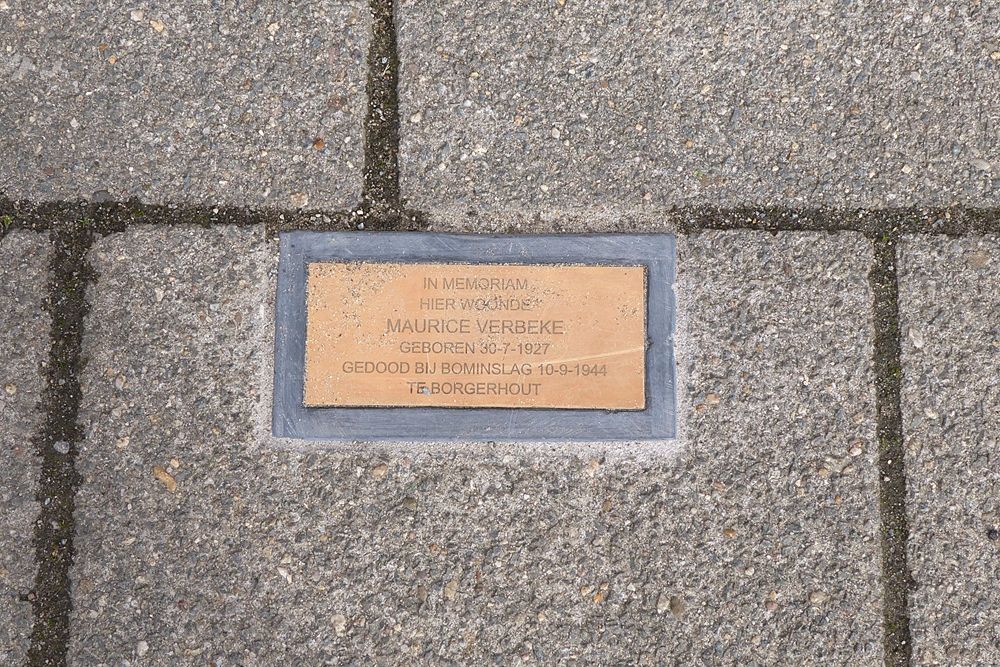 IN MEMORIAM
HIER WOONDE
MAURICE VERBEKE
GEBOREN 30-7-1927
GEDOOD BIJ BOMINSLAG 10-9-1944
TE BORGERHOUT